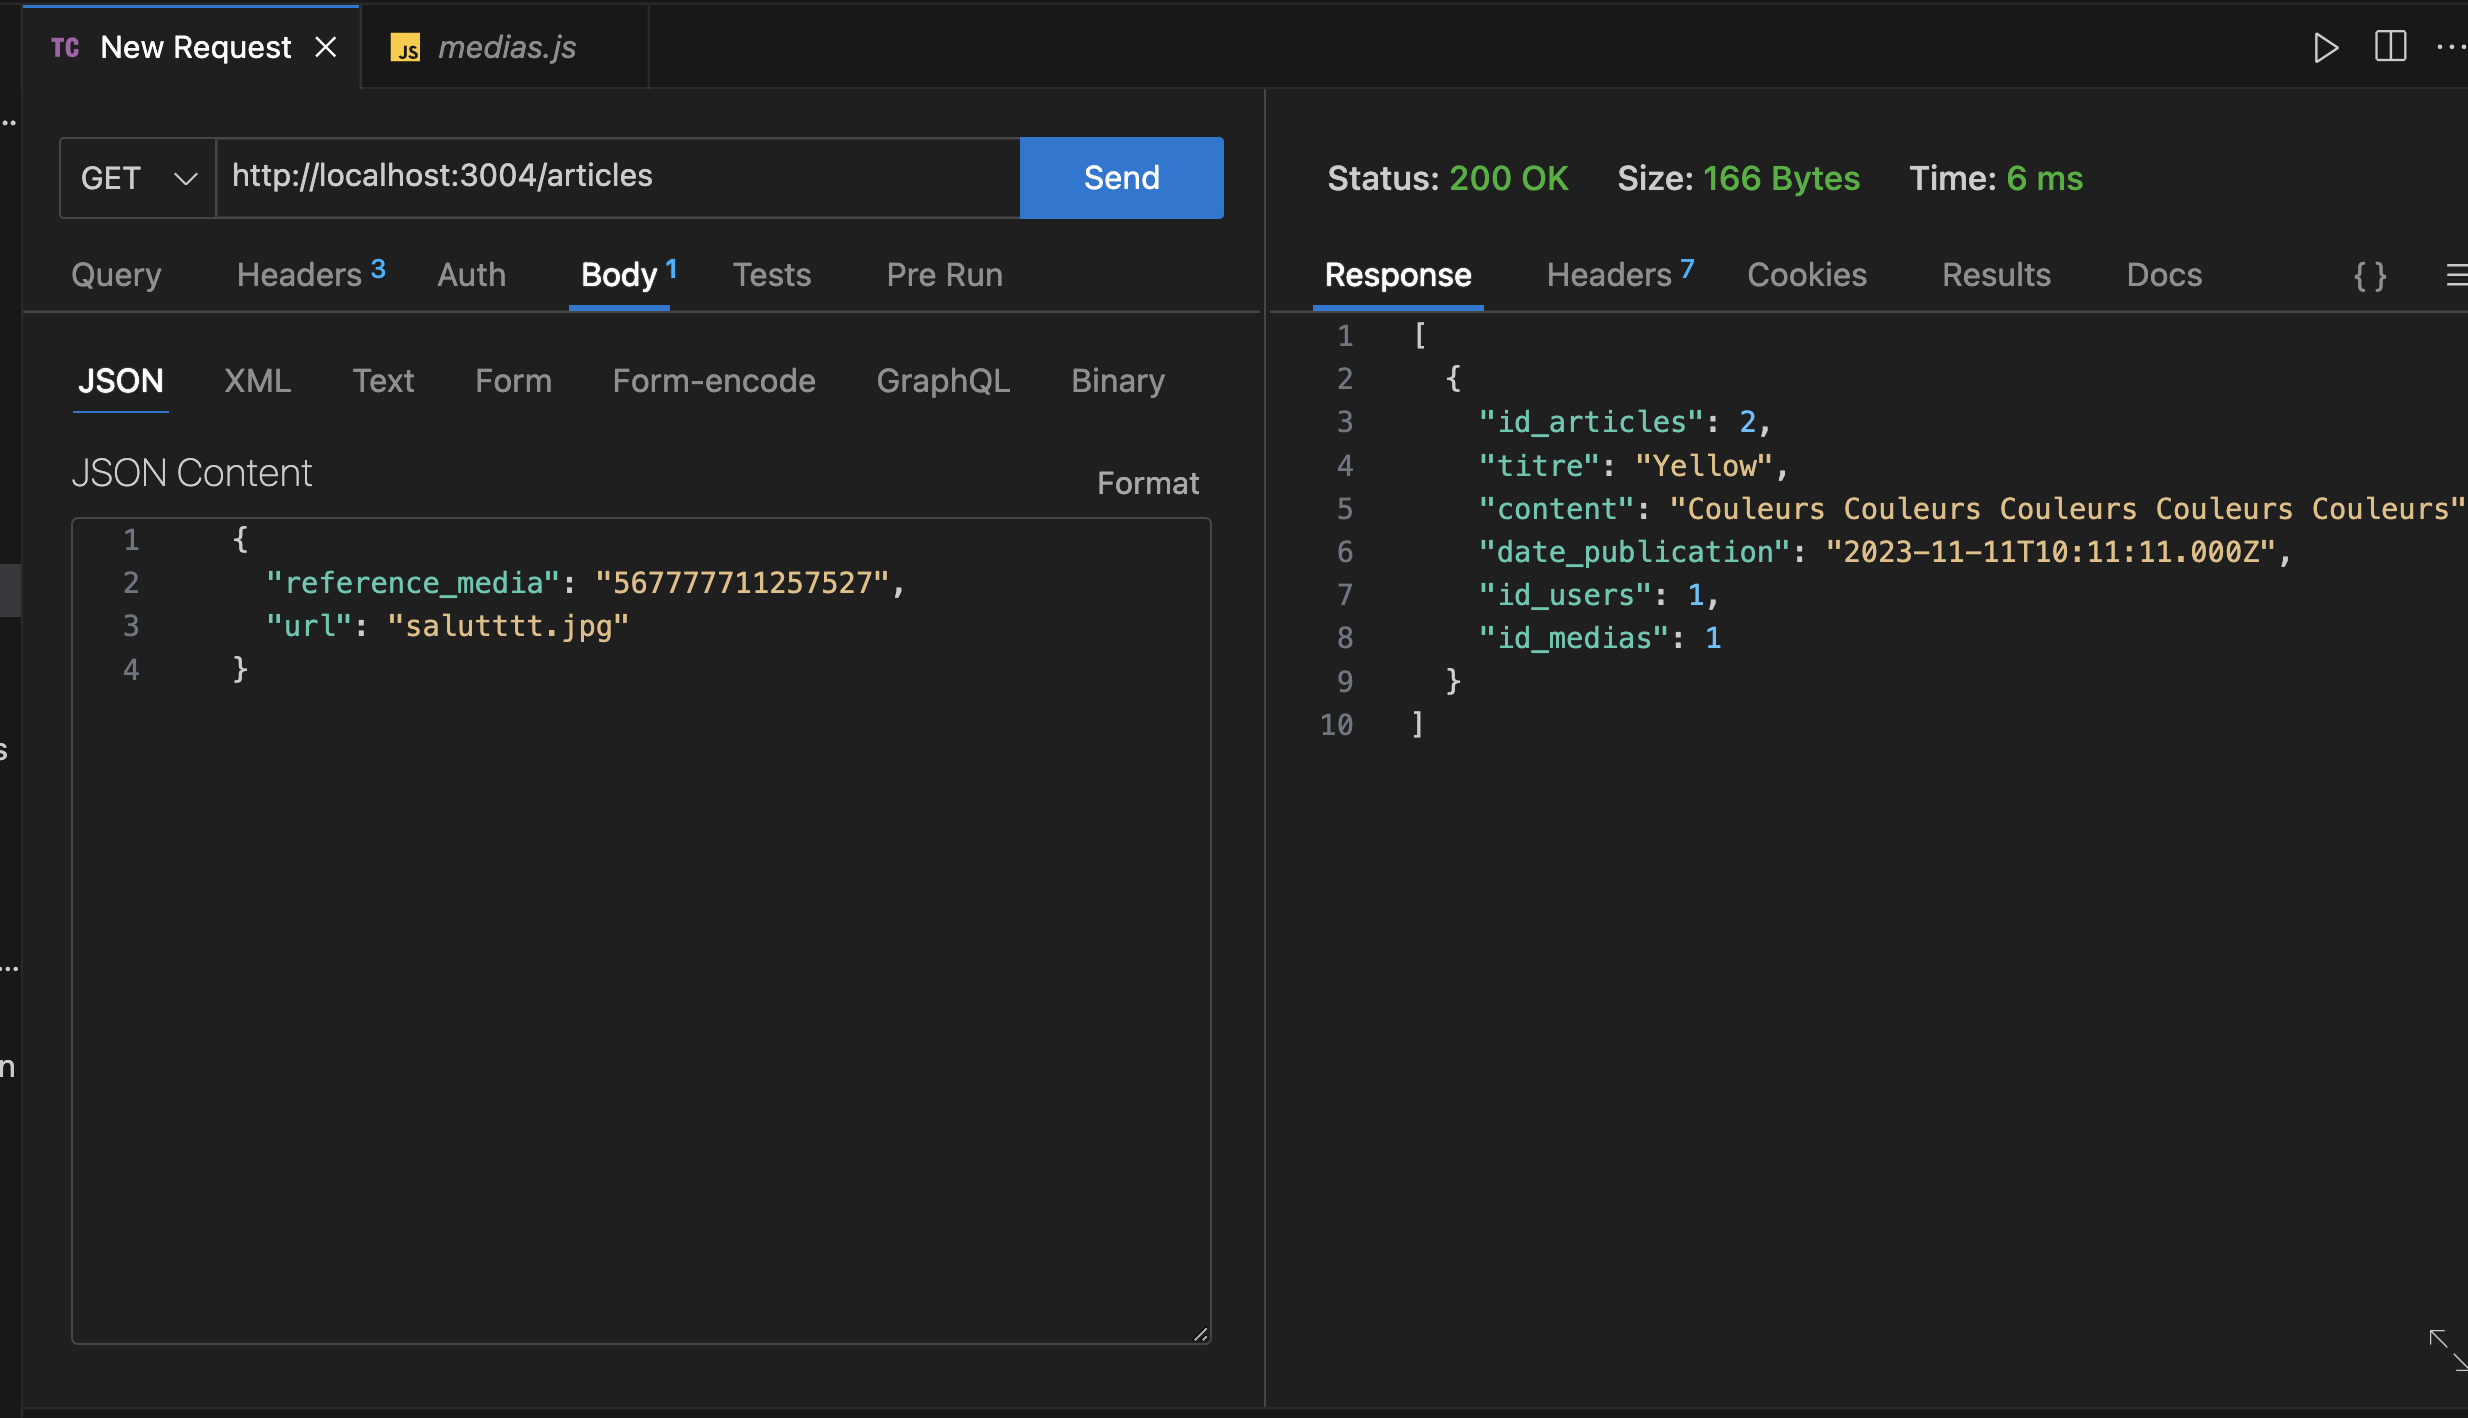 TC New Request
JS medias.js
GET http://localhost:3004/articles Send
Query Headers 3 Auth Body 1 Tests Pre Run
JSON XML Text Form Form-encode GraphQL Binary
JSON Content
Format
1 {
2 "reference_media": "567777711257527",
3 "url": "salutttt.jpg"
4 }
Status: 200 OK Size: 166 Bytes Time: 6 ms
Response Headers 7 Cookies Results Docs { }
1 [
2 {
3 "id_articles": 2,
4 "titre": "Yellow",
5 "content": "Couleurs Couleurs Couleurs Couleurs Couleurs"
6 "date_publication": "2023-11-11T10:11:11.000Z",
7 "id_users": 1,
8 "id_medias": 1
9 }
10 ]
s
n